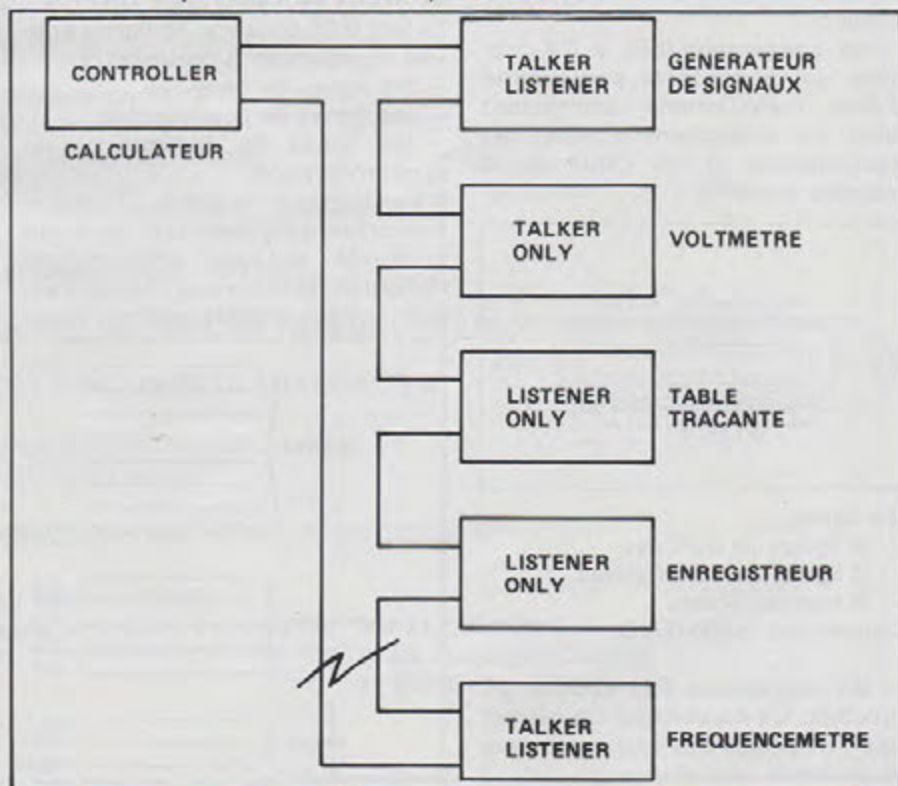 CONTROLLER
CALCULATEUR
TALKER
LISTENER
GENERATEUR
DE SIGNAUX
TALKER
ONLY
VOLTMETRE
LISTENER
ONLY
TABLE
TRACANTE
LISTENER
ONLY
ENREGISTREUR
TALKER
LISTENER
FREQUENCEMETRE